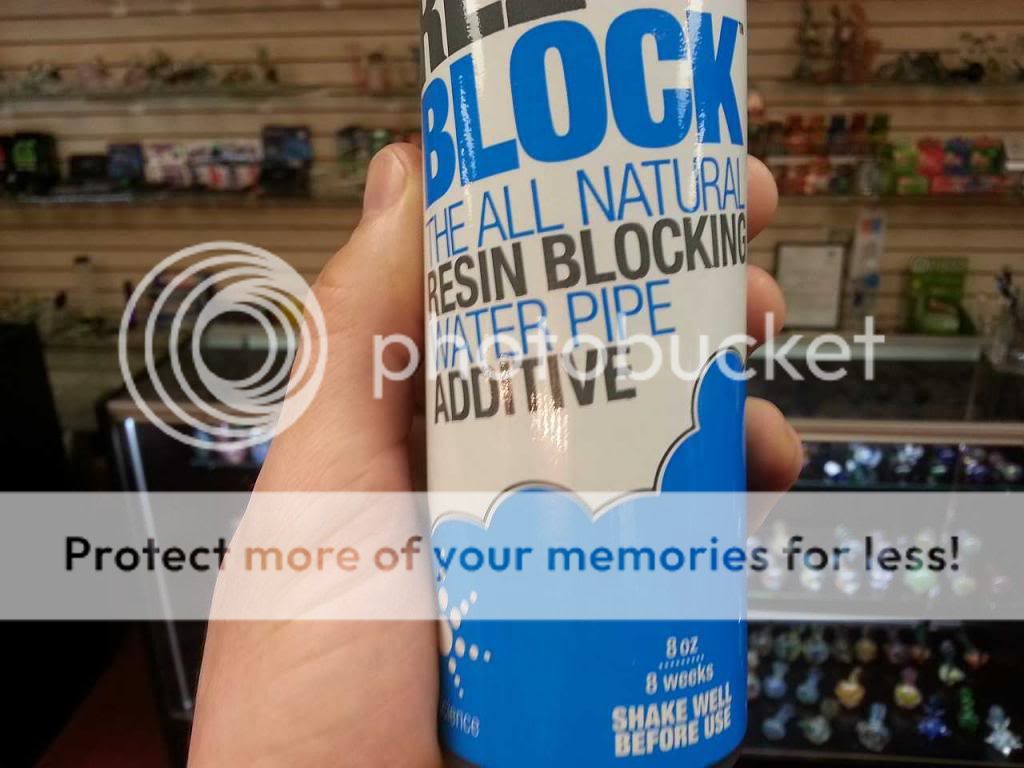 BLOCK™
THE ALL NATURAL
RESIN BLOCKING
WATER PIPE
ADDITIVE
photobucket
Protect more of your memories for less!
8 oz
8 weeks
SHAKE WELL
BEFORE USE